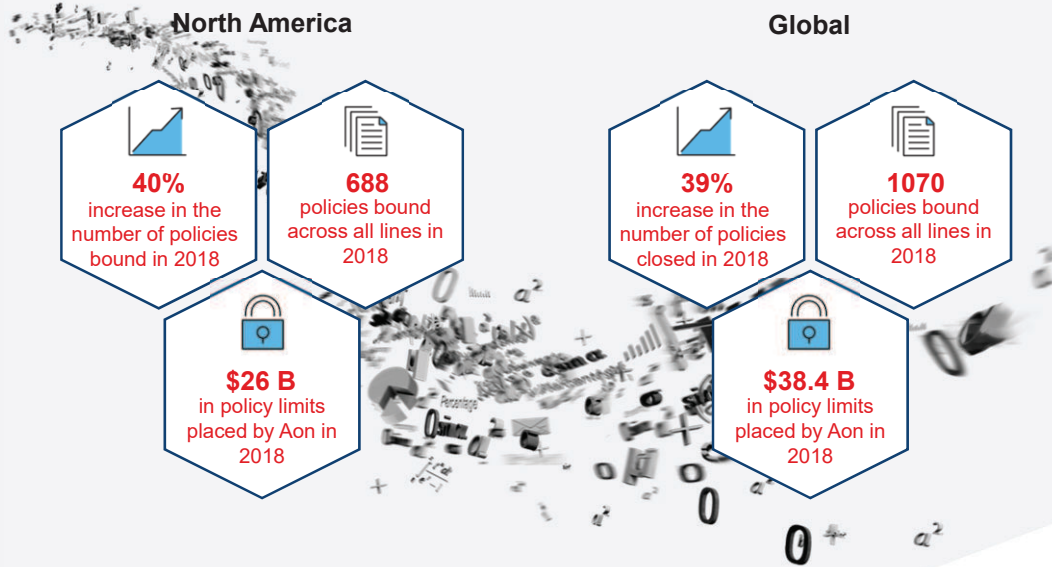 North America
40%
increase in the
number of policies
bound in 2018
688
policies bound
across all lines in
2018
$26 B
in policy limits
placed by Aon in
2018
Global
39%
increase in the
number of policies
closed in 2018
1070
policies bound
across all lines in
2018
$38.4 B
in policy limits
placed by Aon in
2018
Percentage
a²
a²